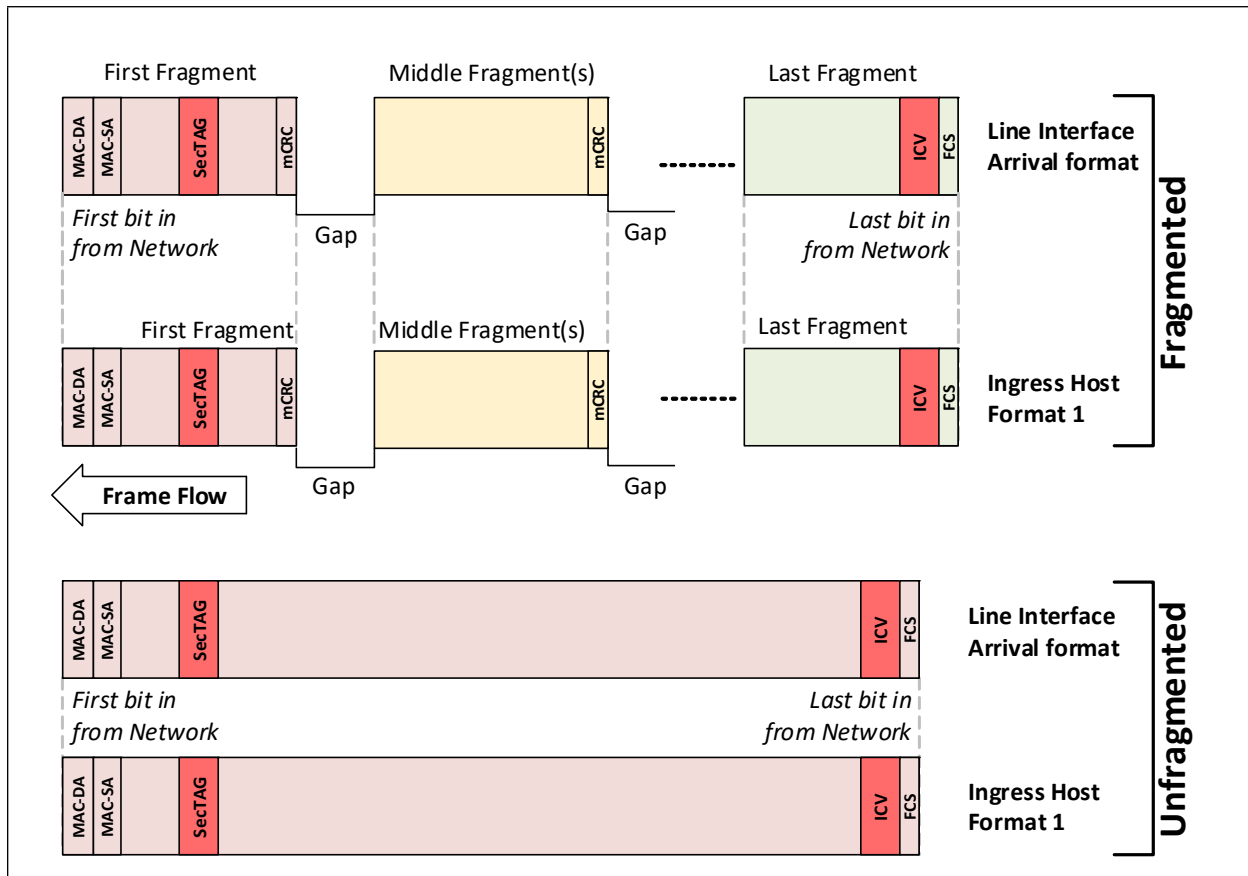 First Fragment
Middle Fragment(s)
Last Fragment
MAC-DA
MAC-SA
SecTAG
mCRC
mCRC
ICV
FCS
Line Interface
Arrival format
First bit in
from Network
Gap
Gap
Last bit in
from Network
Fragmented
First Fragment
Middle Fragment(s)
Last Fragment
MAC-DA
MAC-SA
SecTAG
mCRC
mCRC
ICV
FCS
Ingress Host
Format 1
Gap
Gap
Frame Flow
MAC-DA
MAC-SA
SecTAG
ICV
FCS
Line Interface
Arrival format
First bit in
from Network
Last bit in
from Network
Unfragmented
MAC-DA
MAC-SA
SecTAG
ICV
FCS
Ingress Host
Format 1